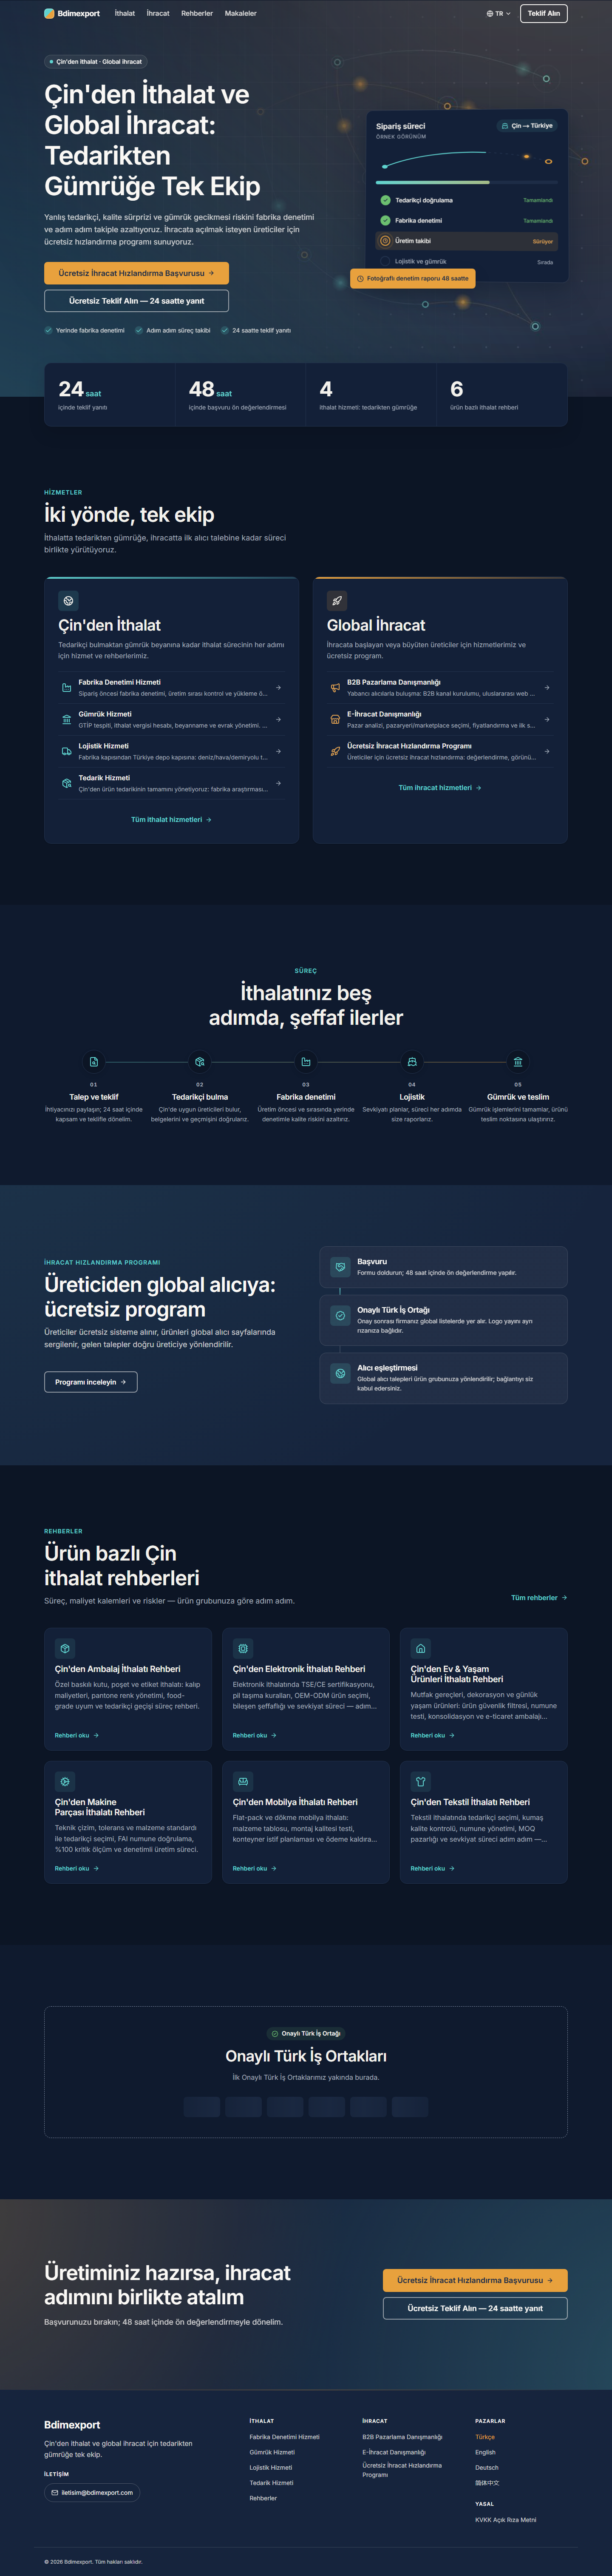 Bdimexport
İthalat
İhracat
Rehberler
Makaleler
TR
Teklif Alın
Çin'den ithalat · Global ihracat
Çin'den İthalat ve
Global İhracat:
Tedarikten
Gümrüğe Tek Ekip
Yanlış tedarikçi, kalite sürprizi ve gümrük gecikmesi riskini fabrika denetimi
ve adım adım takiple azaltıyoruz. İhracata açılmak isteyen üreticiler için
ücretsiz hızlandırma programı sunuyoruz.
Ücretsiz İhracat Hızlandırma Başvurusu
Ücretsiz Teklif Alın — 24 saatte yanıt
Yerinde fabrika denetimi
Adım adım süreç takibi
24 saatte teklif yanıtı
Sipariş süreci
ÖRNEK GÖRÜNÜM
Çin → Türkiye
Tedarikçi doğrulama
Tamamlandı
Fabrika denetimi
Tamamlandı
Üretim takibi
Sürüyor
Lojistik ve gümrük
Sırada
Fotoğraflı denetim raporu 48 saatte
24 saat
içinde teklif yanıtı
48 saat
içinde başvuru ön değerlendirmesi
4
ithalat hizmeti: tedarikten gümrüğe
6
ürün bazlı ithalat rehberi
HİZMETLER
İki yönde, tek ekip
İthalatta tedarikten gümrüğe, ihracatta ilk alıcı talebine kadar süreci
birlikte yürütüyoruz.
Çin'den İthalat
Tedarikçi bulmaktan gümrük beyanına kadar ithalat sürecinin her adımı
için hizmet ve rehberlerimiz.
Fabrika Denetimi Hizmeti
Sipariş öncesi fabrika denetimi, üretim sırası kontrol ve yükleme ö...
Gümrük Hizmeti
GTİP tespiti, ithalat vergisi hesabı, beyanname ve evrak yönetimi. ...
Lojistik Hizmeti
Fabrika kapısından Türkiye depo kapısına: deniz/hava/demiryolu t...
Tedarik Hizmeti
Çin'den ürün tedarikinin tamamını yönetiyoruz: fabrika araştırması...
Tüm ithalat hizmetleri
Global İhracat
İhracata başlayan veya büyüten üreticiler için hizmetlerimiz ve
ücretsiz program.
B2B Pazarlama Danışmanlığı
Yabancı alıcılarla buluşma: B2B kanal kurulumu, uluslararası web ...
E-İhracat Danışmanlığı
Pazar analizi, pazaryeri/marketplace seçimi, fiyatlandırma ve ilk s...
Ücretsiz İhracat Hızlandırma Programı
Üreticiler için ücretsiz ihracat hızlandırma: değerlendirme, görünü...
Tüm ihracat hizmetleri
SÜREÇ
İthalatınız beş
adımda, şeffaf ilerler
01
Talep ve teklif
İhtiyacınızı paylaşın; 24 saat içinde
kapsam ve teklifle dönelim.
02
Tedarikçi bulma
Çin'de uygun üreticileri bulur,
belgelerini ve geçmişini doğrularız.
03
Fabrika denetimi
Üretim öncesi ve sırasında yerinde
denetimle kalite riskini azaltırız.
04
Lojistik
Sevkiyatı planlar, süreci her adımda
size raporlarız.
05
Gümrük ve teslim
Gümrük işlemlerini tamamlar, ürünü
teslim noktasına ulaştırırız.
İHRACAT HIZLANDIRMA PROGRAMI
Üreticiden global alıcıya:
ücretsiz program
Üreticiler ücretsiz sisteme alınır, ürünleri global alıcı sayfalarında
sergilenir, gelen talepler doğru üreticiye yönlendirilir.
Programı inceleyin
Başvuru
Formu doldurun; 48 saat içinde ön değerlendirme yapılır.
Onaylı Türk İş Ortağı
Onay sonrası firmanız global listelerde yer alır. Logo yayını ayrı
rızanıza bağlıdır.
Alıcı eşleştirmesi
Global alıcı talepleri ürün grubunuza yönlendirilir; bağlantıyı siz
kabul edersiniz.
REHBERLER
Ürün bazlı Çin
ithalat rehberleri
Süreç, maliyet kalemleri ve riskler — ürün grubunuza göre adım adım.
Tüm rehberler
Çin'den Ambalaj İthalatı Rehberi
Özel baskılı kutu, poşet ve etiket ithalatı: kalıp
maliyetleri, pantone renk yönetimi, food-
grade uyum ve tedarikçi geçişi süreç rehberi.
Rehberi oku
Çin'den Elektronik İthalatı Rehberi
Elektronik ithalatında TSE/CE sertifikasyonu,
pil taşıma kuralları, OEM-ODM ürün seçimi,
bileşen şeffaflığı ve sevkiyat süreci — adım...
Rehberi oku
Çin'den Ev & Yaşam
Ürünleri İthalatı Rehberi
Mutfak gereçleri, dekorasyon ve günlük
yaşam ürünleri: ürün güvenlik filtresi, numune
testi, konsolidasyon ve e-ticaret ambalajı...
Rehberi oku
Çin'den Makine
Parçası İthalatı Rehberi
Teknik çizim, tolerans ve malzeme standardı
ile tedarikçi seçimi, FAI numune doğrulama,
%100 kritik ölçüm ve denetimli üretim süreci.
Rehberi oku
Çin'den Mobilya İthalatı Rehberi
Flat-pack ve dökme mobilya ithalatı:
malzeme tablosu, montaj kalitesi testi,
konteyner istif planlaması ve ödeme kaldıra...
Rehberi oku
Çin'den Tekstil İthalatı Rehberi
Tekstil ithalatında tedarikçi seçimi, kumaş
kalite kontrolü, numune yönetimi, MOQ
pazarlığı ve sevkiyat süreci adım adım —...
Rehberi oku
Onaylı Türk İş Ortağı
Onaylı Türk İş Ortakları
İlk Onaylı Türk İş Ortaklarımız yakında burada.
Üretiminiz hazırsa, ihracat
adımını birlikte atalım
Başvurunuzu bırakın; 48 saat içinde ön değerlendirmeyle dönelim.
Ücretsiz İhracat Hızlandırma Başvurusu
Ücretsiz Teklif Alın — 24 saatte yanıt
Bdimexport
Çin'den ithalat ve global ihracat için tedarikten
gümrüğe tek ekip.
İLETİŞİM
iletisim@bdimexport.com
İTHALAT
Fabrika Denetimi Hizmeti
Gümrük Hizmeti
Lojistik Hizmeti
Tedarik Hizmeti
Rehberler
İHRACAT
B2B Pazarlama Danışmanlığı
E-İhracat Danışmanlığı
Ücretsiz İhracat Hızlandırma
Programı
PAZARLAR
Türkçe
English
Deutsch
简体中文
YASAL
KVKK Açık Rıza Metni
© 2026 Bdimexport. Tüm hakları saklıdır.